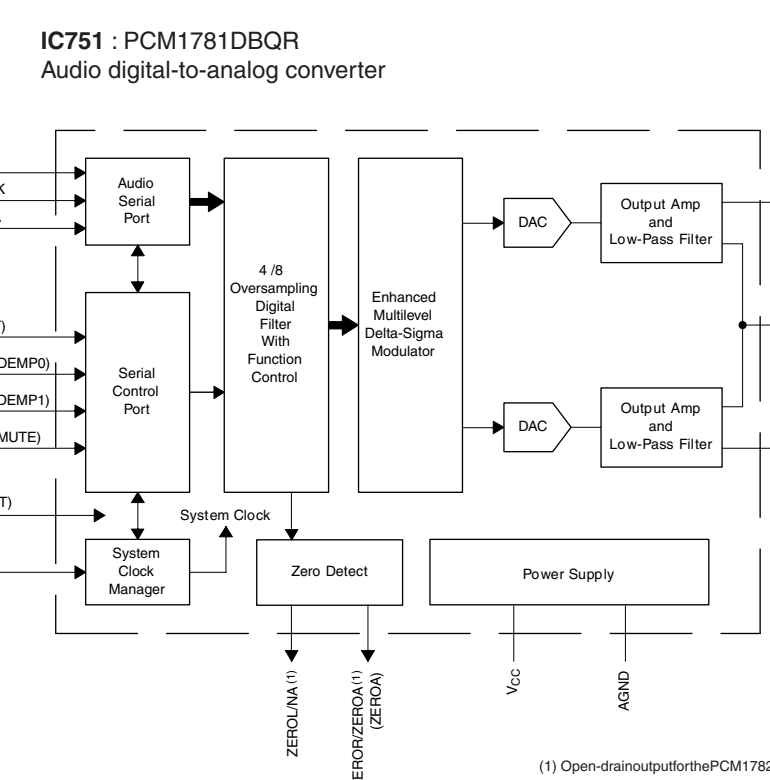 IC751 : PCM1781DBQR
Audio digital-to-analog converter
K
Audio
Serial
Port
4 /8
Oversampling
Digital
Filter
With
Function
Control
Enhanced
Multilevel
Delta-Sigma
Modulator
DAC
Output Amp
and
Low-Pass Filter
DEMP0)
DEMP1)
MUTE)
T)
Serial
Control
Port
DAC
Output Amp
and
Low-Pass Filter
System Clock
System
Clock
Manager
Zero Detect
Power Supply
ZEROL/NA (1)
EROR/ZEROA(1)
(ZEROA)
VCC
AGND
(1) Open-drainoutputforthePCM1782